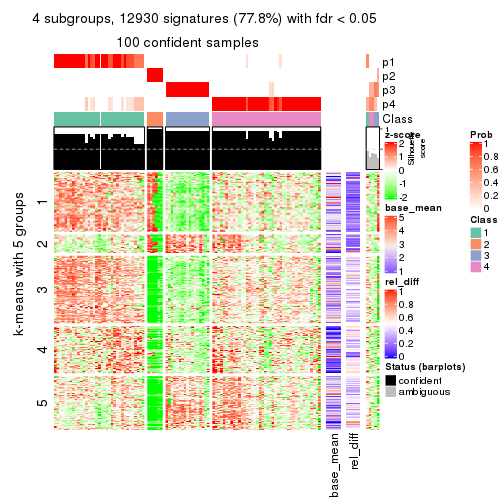 4 subgroups, 12930 signatures (77.8%) with fdr < 0.05
100 confident samples
p1
p2
p3
p4
Class
1
Silhouette
score
z-score
2
1
0
-1
-2
Prob
1
0.8
0.6
0.4
0.2
0
base_mean
5
4
3
2
1
Class
1
2
3
4
rel_diff
1
0.8
0.6
0.4
0.2
0
Status (barplots)
confident
ambiguous
k-means with 5 groups
1
2
3
4
5
base_mean
rel_diff